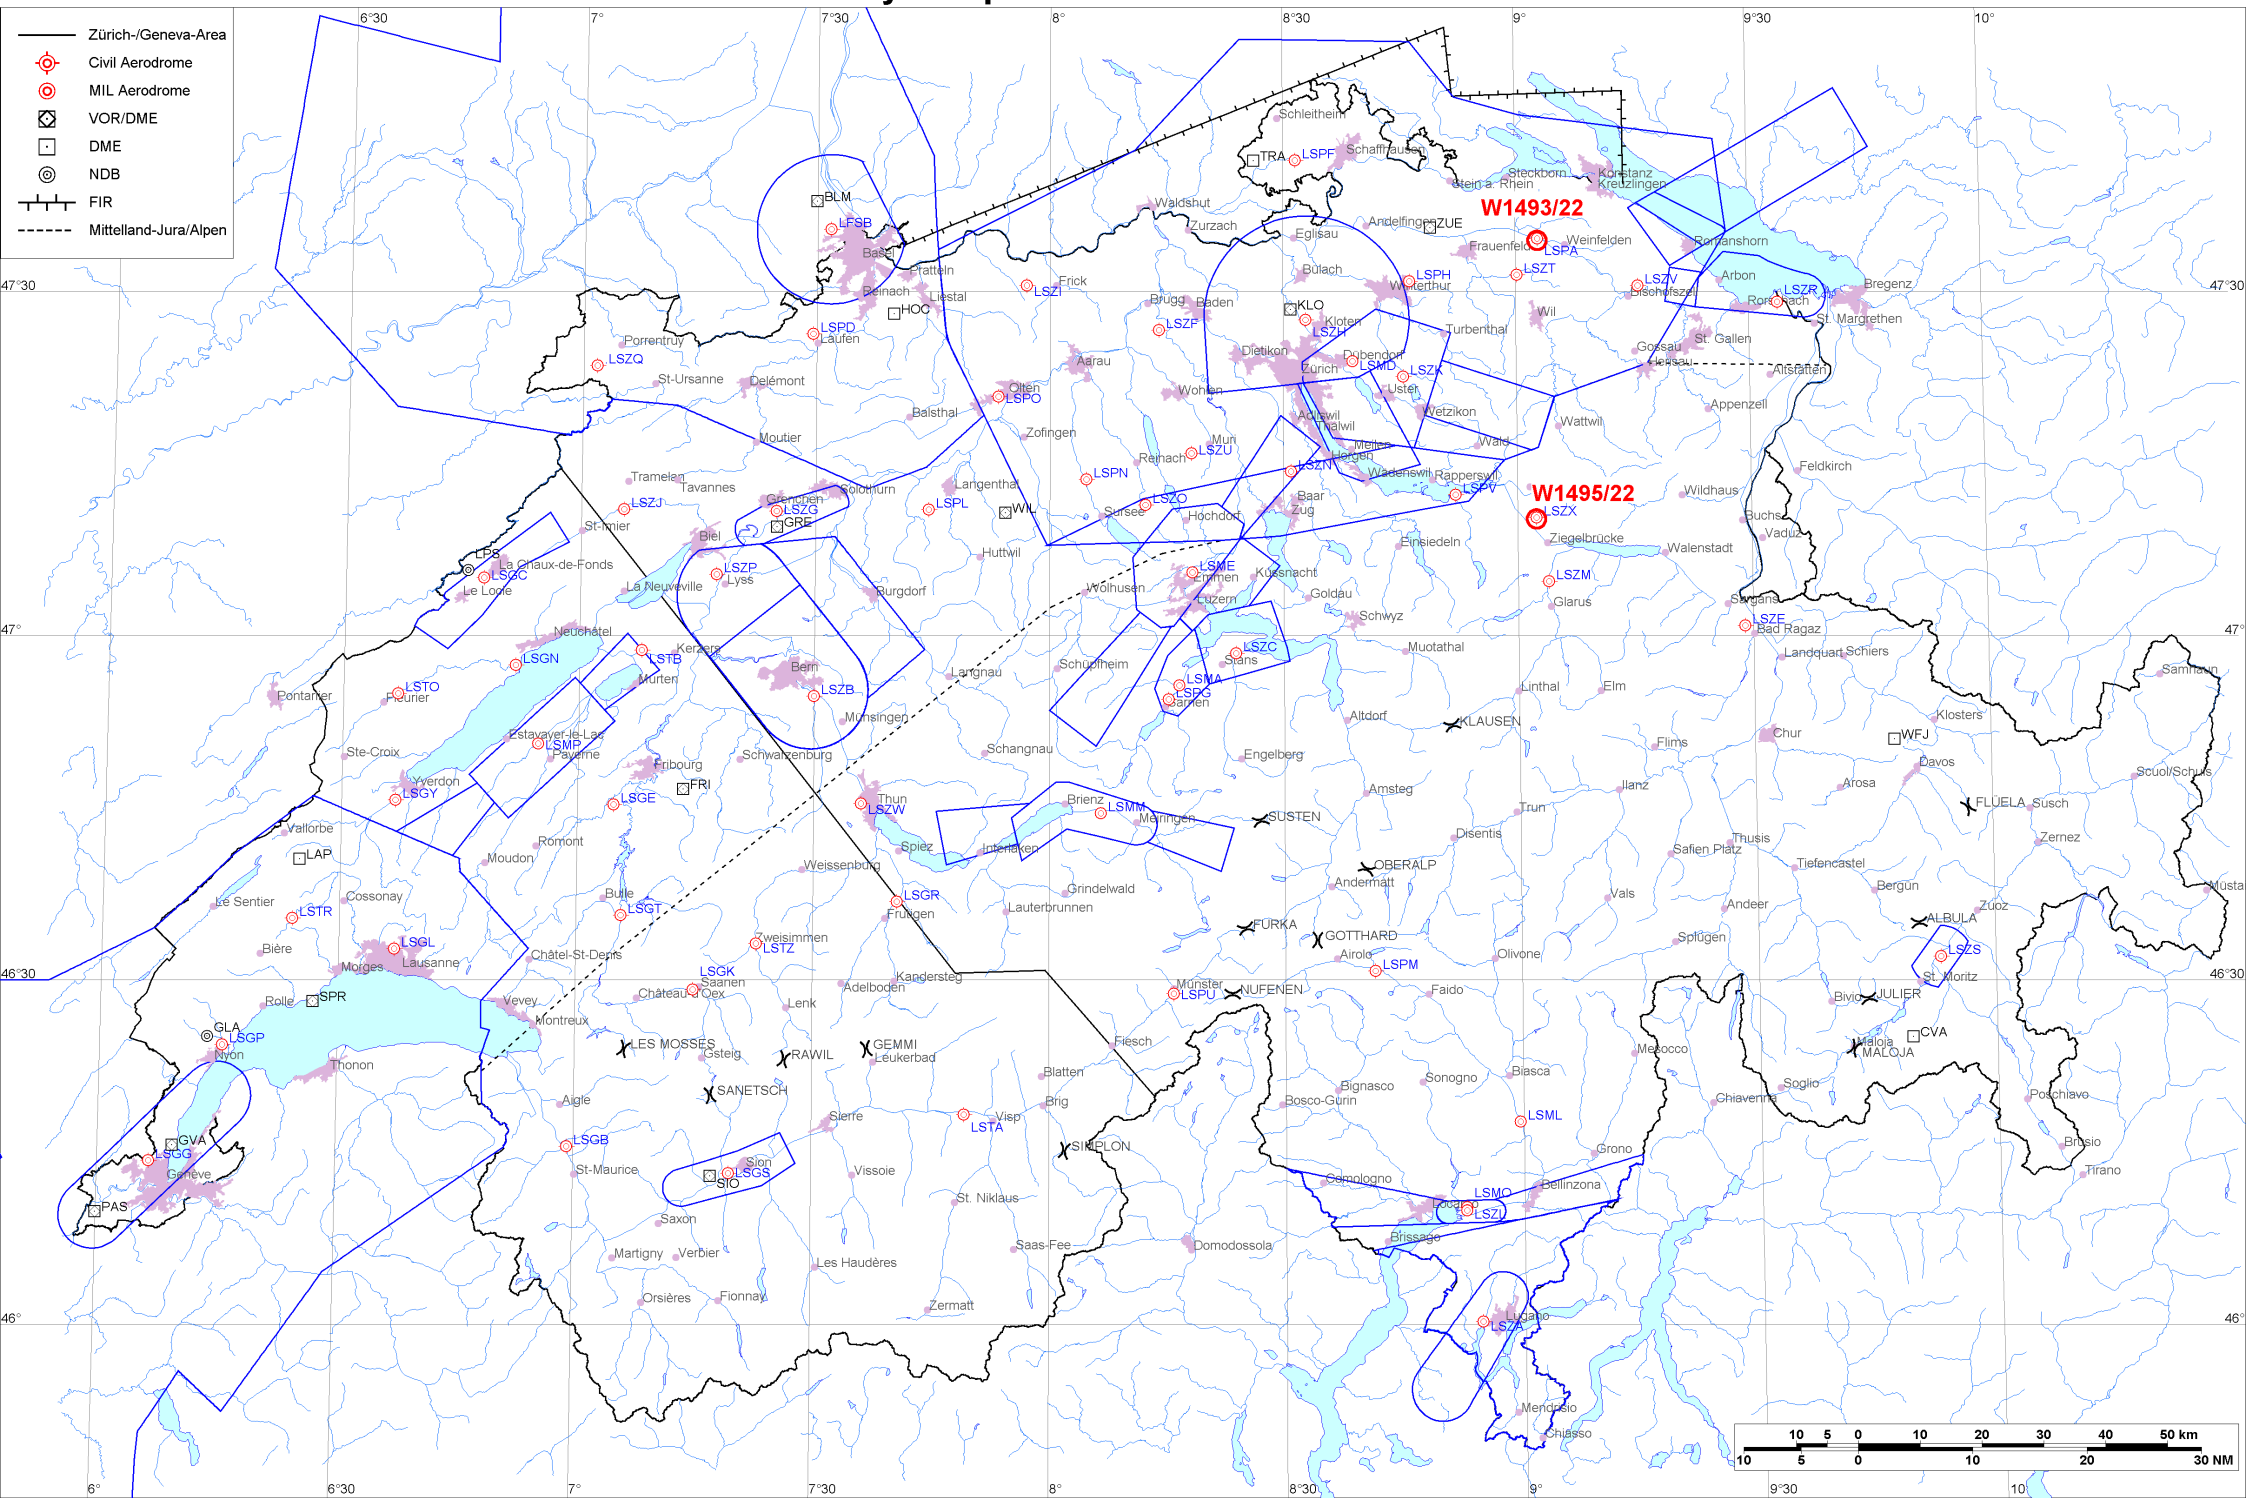 6°30
7°
7°30
8°
8°30
9°
9°30
10°
Zürich-/Geneva-Area
Civil Aerodrome
MIL Aerodrome
VOR/DME
DME
NDB
FIR
Mittelland-Jura/Alpen
Schleitheim
TRA
LSPF
Schaffhausen
Steckborn
Konstanz
Stein a. Rhein
Kreuzlingen
BLM
Waldshut
W1493/22
LFSB
Zurzach
Andelfingen
ZUE
Eglisau
Weinfelden
Romanshorn
Basel
Frauenfeld
LSPA
Pratteln
Bülach
LSPH
LSZT
LSZV
Arbon
47°30
Reinach
Liestal
LSZI
Frick
Winterthur
Bischofszell
LSZR
Bregenz
47°30
Brugg
Baden
KLO
Rorschach
HOC
Wil
LSPD
LSZF
Kloten
LSZH
Turbenthal
St. Margrethen
Laufen
Porrentruy
St. Gallen
LSZQ
Aarau
Dietikon
Dübendorf
Gossau
Zürich
LSMD
Herisau
St-Ursanne
Delémont
LSZK
Altstätten
Olten
Wohlen
Uster
LSPO
Balsthal
Wetzikon
Appenzell
Adliswil
Thalwil
Wattwil
Moutier
Zofingen
Muri
Meilen
Wald
LSZU
Horgen
Reinach
LSZN
Feldkirch
Tramelan
LSPN
Wädenswil
Rapperswil
Tavannes
Langenthal
Solothurn
LSPV
W1495/22
Wildhaus
Grenchen
LSZO
Baar
LSZJ
LSZG
LSPL
WIL
Sursee
Zug
LSZX
Buchs
St-Imier
GRE
Hochdorf
Biel
Einsiedeln
Ziegelbrücke
Vaduz
LPS
Huttwil
Walenstadt
La Chaux-de-Fonds
LSZP
LSME
LSGC
Lyss
Emmen
Küssnacht
LSZM
Le Locle
La Neuveville
Burgdorf
Wolhusen
Luzern
Goldau
Glarus
Sargans
Schwyz
LSZE
47°
Neuchâtel
Bad Ragaz
47°
Kerzers
LSZC
Muotathal
LSGN
LSTB
Stans
Landquart
Schiers
Bern
Schüpfheim
Samnaun
LSTO
Murten
LSZB
Langnau
LSMA
LSPG
Linthal
Elm
Pontarlier
Fleurier
Sarnen
Münsingen
Altdorf
KLAUSEN
Klosters
Estavayer-le-Lac
LSMP
WFJ
Ste-Croix
Payerne
Schwarzenburg
Schangnau
Engelberg
Flims
Chur
Fribourg
Davos
Scuol/Schuls
Yverdon
FRI
LSGY
LSGE
Thun
Brienz
Amsteg
Ilanz
Arosa
LSZW
LSMM
Trun
FLÜELA
Susch
Meiringen
SUSTEN
Vallorbe
Romont
Disentis
Thusis
Zernez
LAP
Moudon
Spiez
Interlaken
Safien Platz
Weissenburg
OBERALP
Tiefencastel
Andermatt
Le Sentier
Cossonay
Bulle
LSGR
Grindelwald
Vals
Bergün
Müsta
LSTR
LSGT
Frutigen
Lauterbrunnen
Andeer
Zuoz
FURKA
ALBULA
LSGL
Zweisimmen
GOTTHARD
Bière
LSTZ
Splügen
LSZS
Châtel-St-Denis
Airolo
Olivone
Morges
Lausanne
LSPM
LSGK
46°30
Saanen
Kandersteg
St. Moritz
46°30
Adelboden
Münster
Château d'Oex
LSPU
NUFENEN
Faido
SPR
Rolle
Vevey
Lenk
Bivio
JULIER
Montreux
GLA
CVA
LSGP
LES MOSSES
GEMMI
Fiesch
Maloja
Nyon
Gsteig
RAWIL
Leukerbad
Mesocco
MALOJA
Thonon
Blatten
Biasca
Sonogno
SANETSCH
Bignasco
Soglio
Aigle
Brig
Bosco-Gurin
Chiavenna
Poschiavo
Sierre
Visp
LSML
LSTA
GVA
LSGB
SIMPLON
Grono
Brusio
LSGG
Sion
Genève
St-Maurice
LSGS
Vissoie
Tirano
SIO
Comologno
LSMO
Bellinzona
PAS
St. Niklaus
Locarno
LSZL
Saxon
Brissago
Martigny
Verbier
Saas-Fee
Domodossola
Les Haudères
Orsières
Fionnay
Zermatt
46°
Lugano
46°
LSZA
Mendrisio
Chiasso
10 5 0 10 20 30 40 50 km
10 5 0 10 20 30 NM
6°
6°30
7°
7°30
8°
8°30
9°
9°30
10°